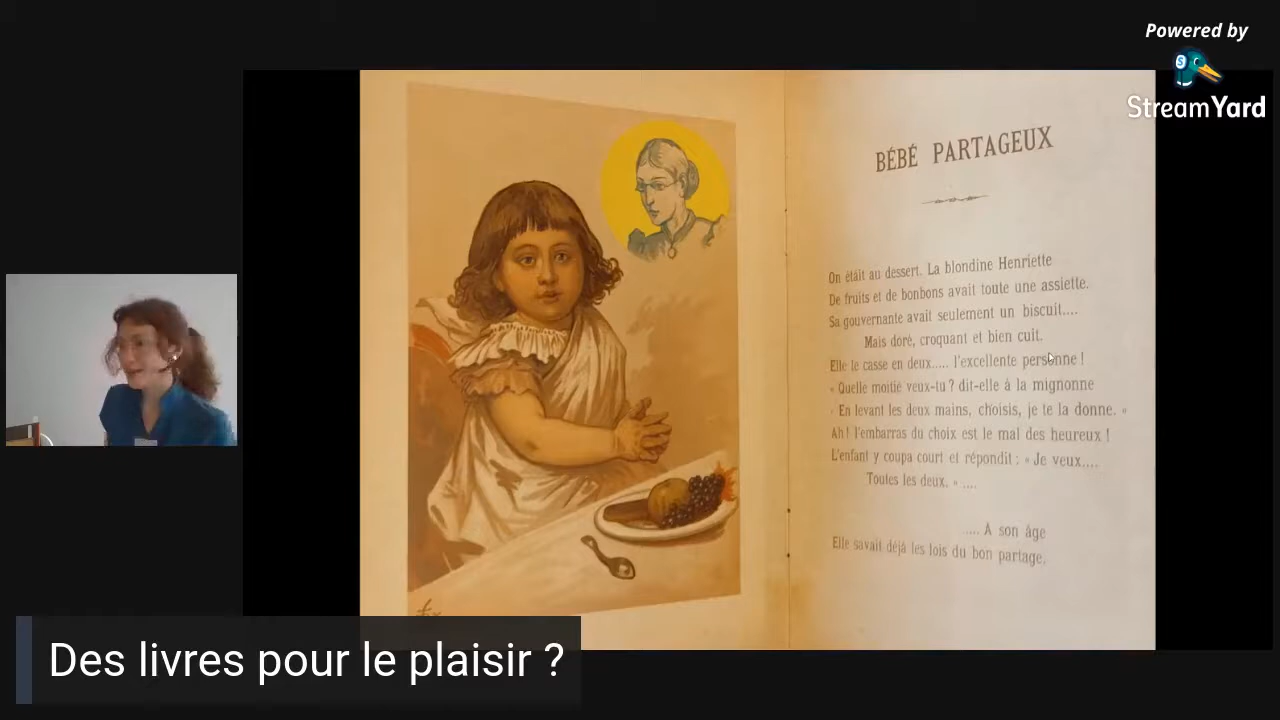 Powered by
StreamYard
BÉBÉ PARTAGEUX
On était au dessert. La blondine Henriette
De fruits et de bonbons avait toute une assiette.
Sa gouvernante avait seulement un biscuit....
Mais doré, croquant et bien cuit.
Elle le casse en deux..... l'excellente personne !
« Quelle moitié veux-tu ? dit-elle à la mignonne
« En levant les deux mains, choisis, je te la donne. »
Ah ! l'embarras du choix est le mal des heureux !
L'enfant y coupa court et répondit : « Je veux....
Toutes les deux. » ....
.... A son âge
Elle savait déjà les lois du bon partage.
Des livres pour le plaisir ?